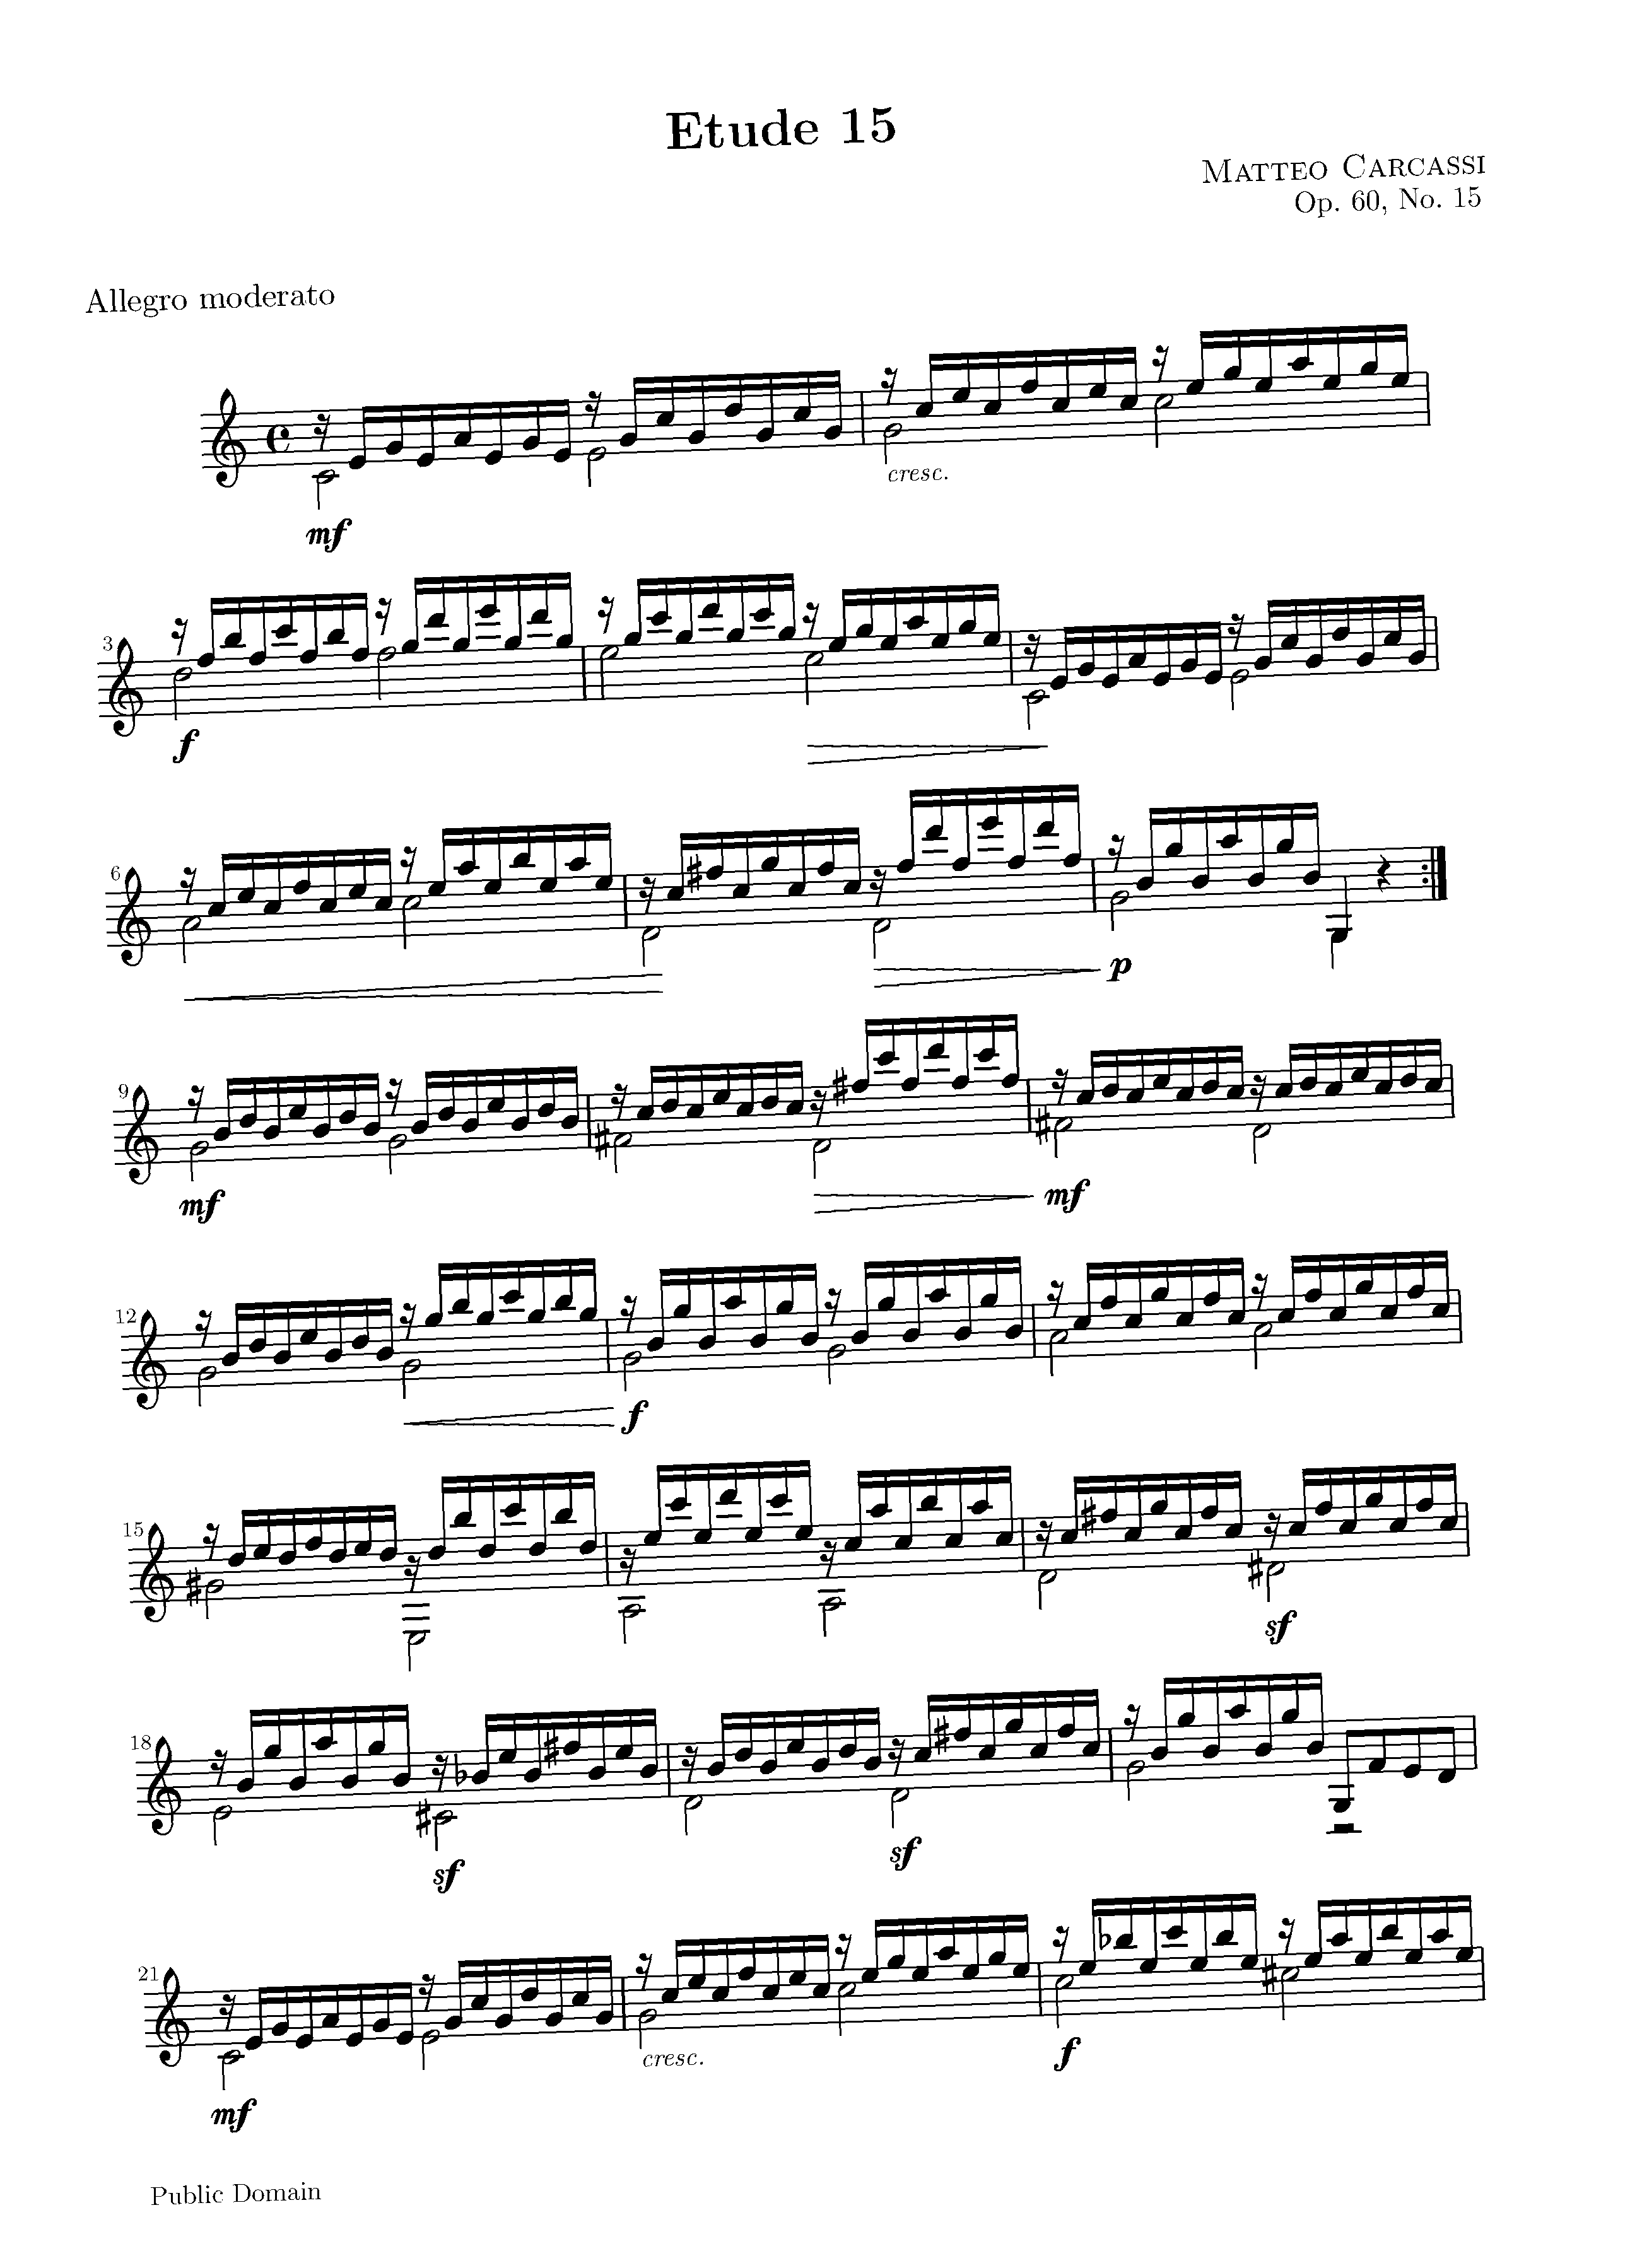 Etude 15
MATTEO CARCASSI
Op. 60, No. 15
Allegro moderato
mf
cresc.
3
f
6
p
9
mf
mf
12
f
15
sf
18
sf
sf
21
mf
cresc.
f
Public Domain